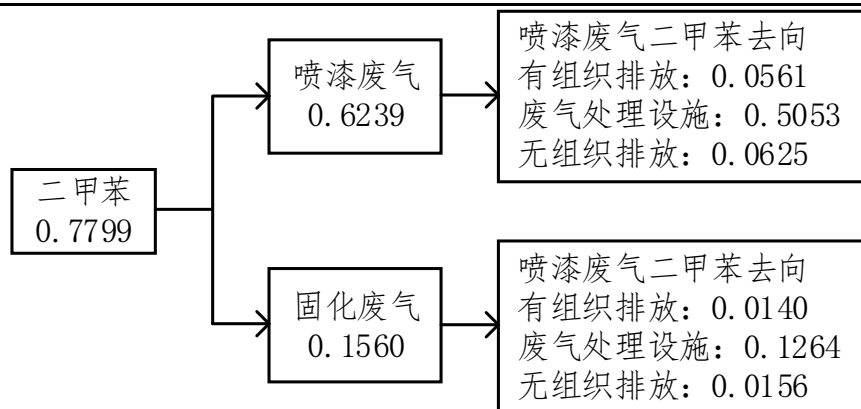 二甲苯
0.7799
喷漆废气
0.6239
喷漆废气二甲苯去向
有组织排放：0.0561
废气处理设施：0.5053
无组织排放：0.0625
固化废气
0.1560
喷漆废气二甲苯去向
有组织排放：0.0140
废气处理设施：0.1264
无组织排放：0.0156